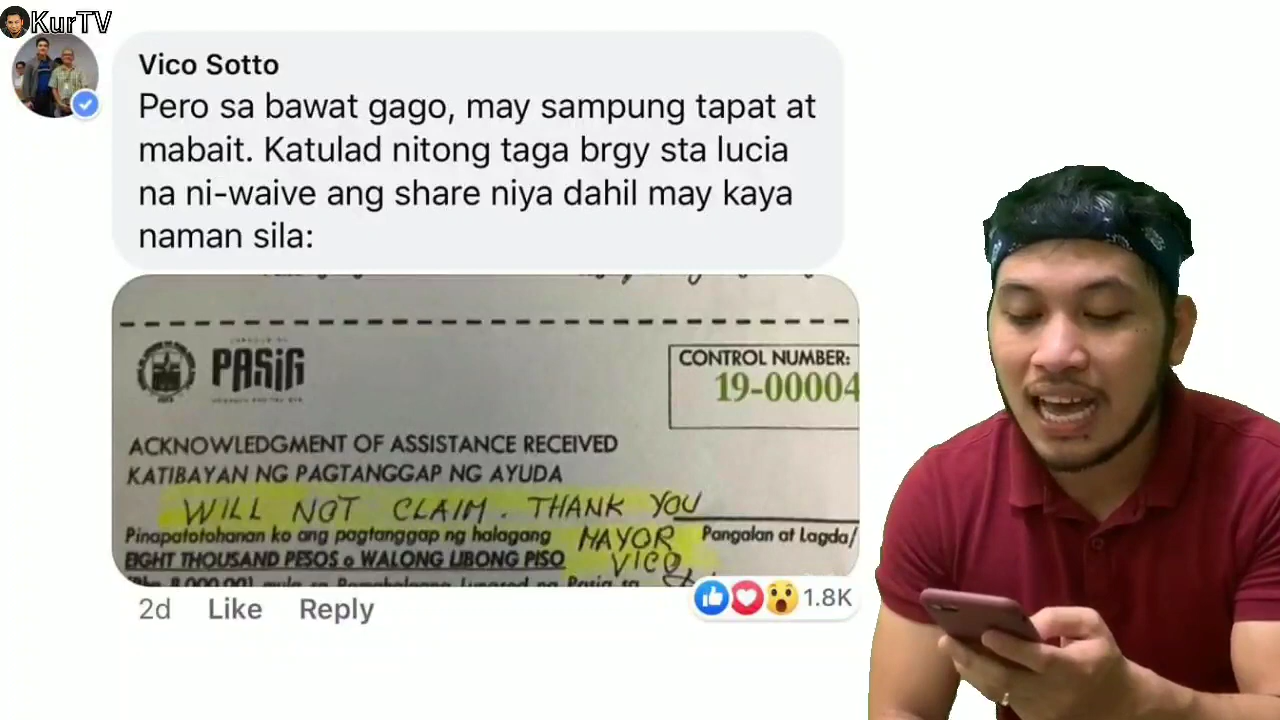 KurTV
Vico Sotto
Pero sa bawat gago, may sampung tapat at
mabait. Katulad nitong taga brgy sta lucia
na ni-waive ang share niya dahil may kaya
naman sila:
PASIG
CONTROL NUMBER:
19-00004
ACKNOWLEDGMENT OF ASSISTANCE RECEIVED
KATIBAYAN NG PAGTANGGAP NG AYUDA
WILL NOT CLAIM. THANK YOU
Pinapatotohanan ko ang pagtanggap ng halagang MAYOR Pangalan at Lagda/
EIGHT THOUSAND PESOS o WALONG LIBONG PISO VICO
2d Like Reply 1.8K